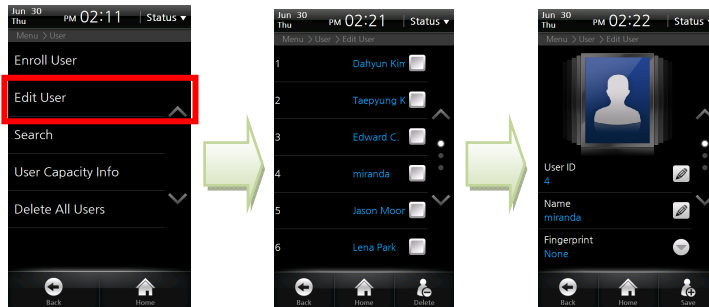 Jun 30
Thu
PM 02:11
Status ▾
Menu > User
Enroll User
Edit User
Search
User Capacity Info
Delete All Users
Back
Home
Jun 30
Thu
PM 02:21
Status ▾
Menu > User > Edit User
1 Dahyun Kim
2 Taepyung K
3 Edward C.
4 miranda
5 Jason Moor
6 Lena Park
Back
Home
Delete
Jun 30
Thu
PM 02:22
Status
Menu > User > Edit User
User ID
4
Name
miranda
Fingerprint
None
Back
Home
Save